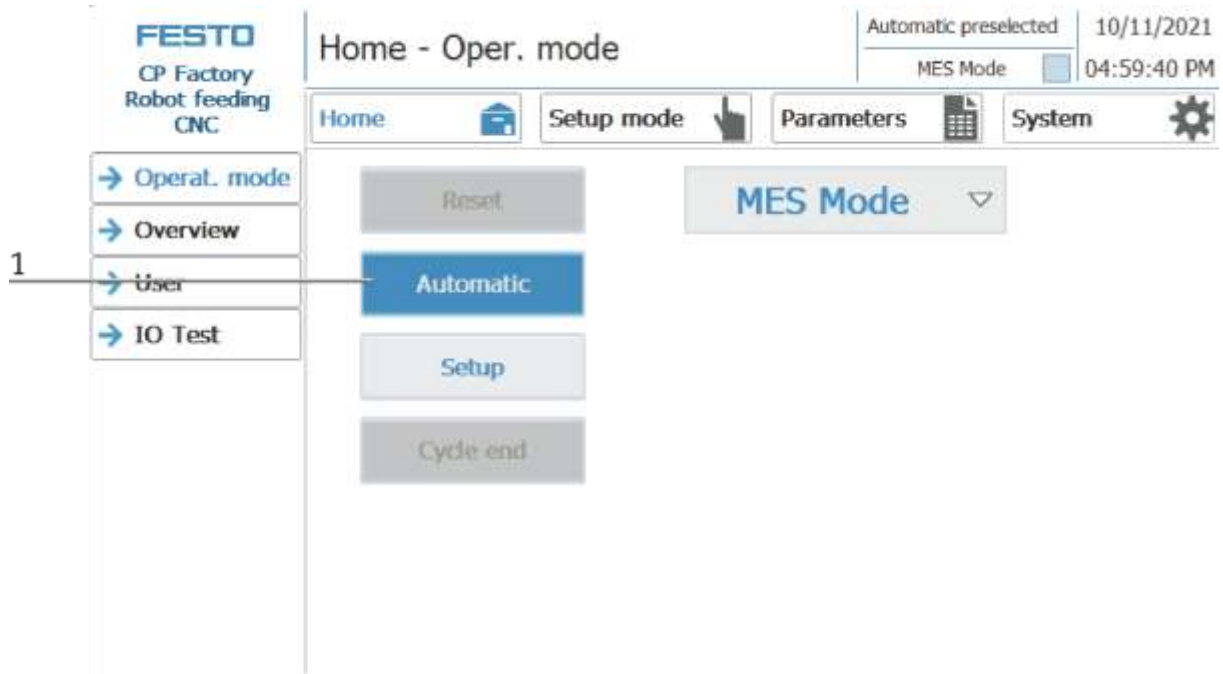 FESTO
CP Factory
Robot feeding
CNC
Home - Oper. mode
Automatic preselected
MES Mode
10/11/2021
04:59:40 PM
Home
Setup mode
Parameters
System
Operat. mode
Overview
User
IO Test
1
Reset
Automatic
Setup
Cycle end
MES Mode